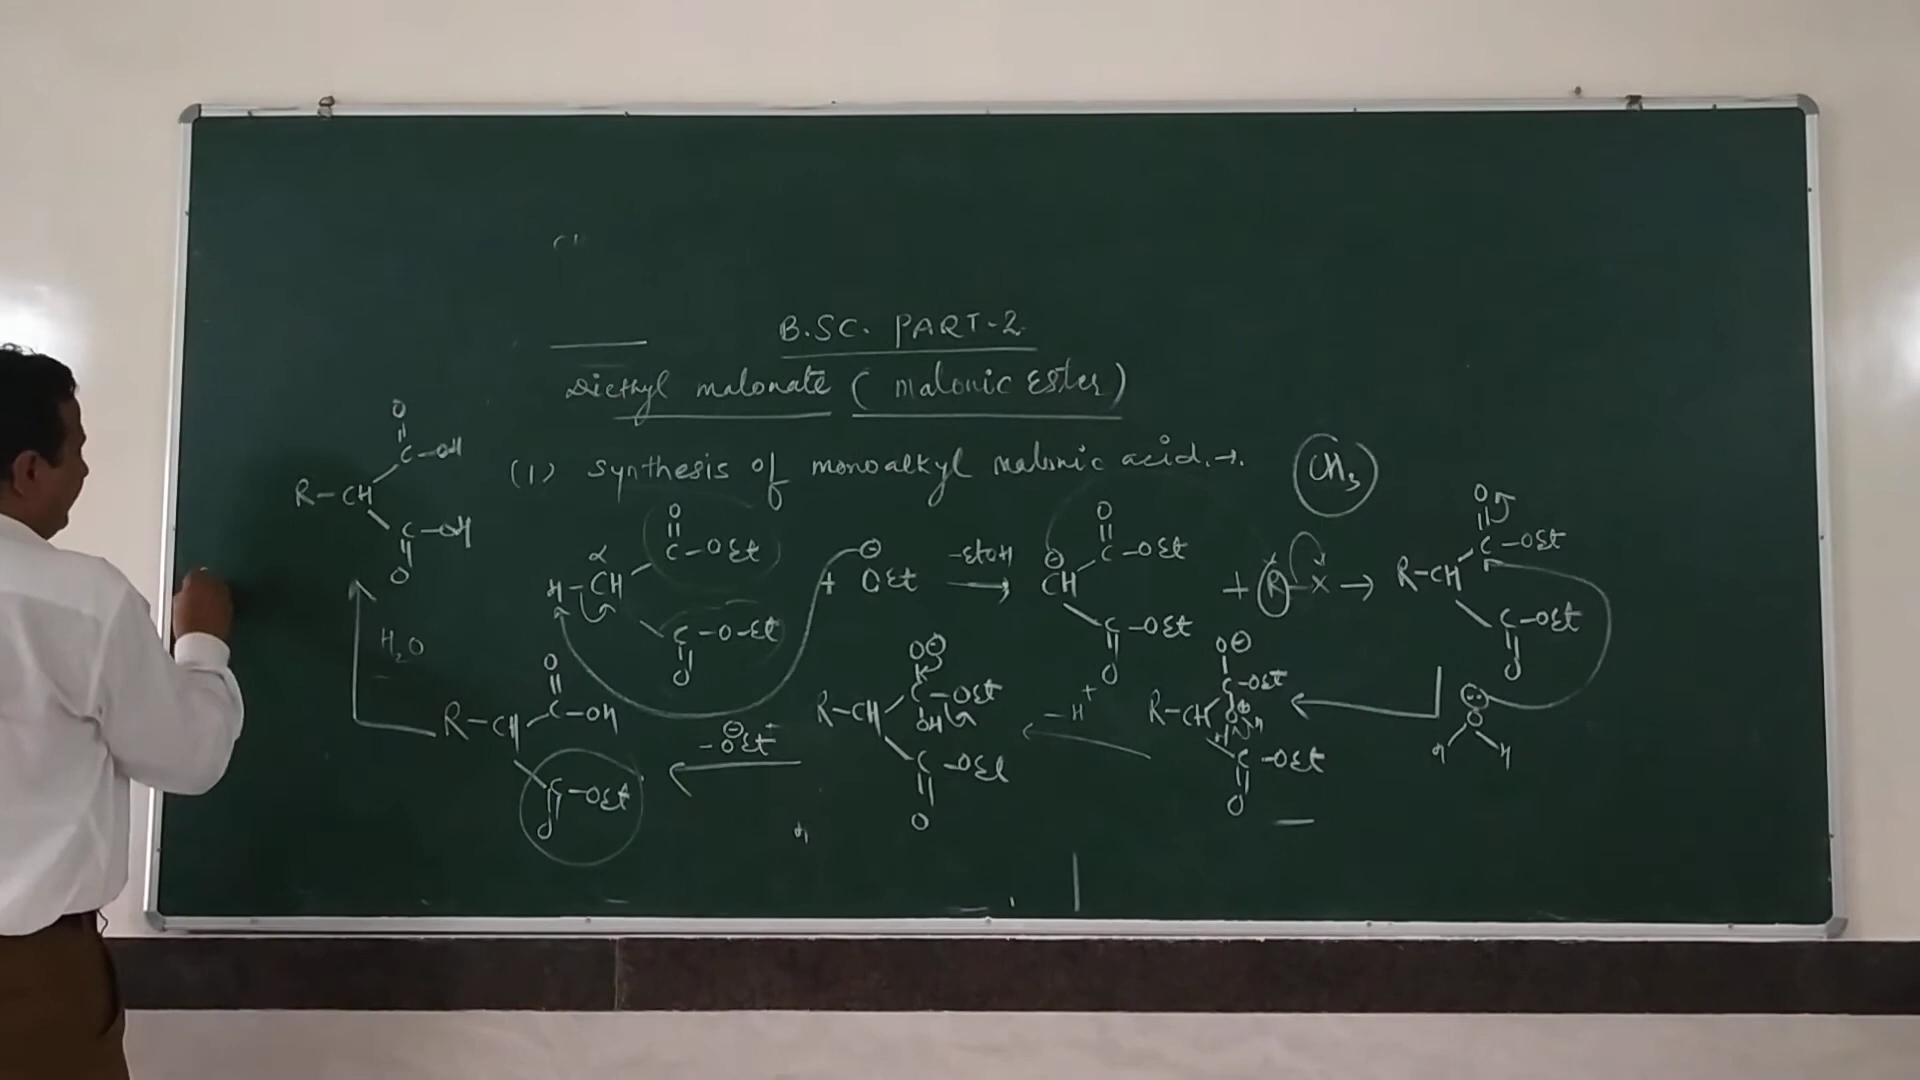 B.SC. PART-2
Diethyl malonate (malonic Ester)
(1) synthesis of monoalkyl malonic acid.→.
CH₃
O
C-OH
R-CH
C-OH
O
H₂O
O
α
C-OEt
H-CH
C-O-Et
O
+ ⊖OEt
-EtOH
O
⊖
C-OEt
CH
C-OEt
O
+ R-X →
O
C-OEt
R-CH
C-OEt
O
O
H H
O⊖
C-OEt
R-CH O⊕ H
H
C-OEt
O
-H⁺
O⊖
C-OEt
R-CH OH
C-OEt
O
-⊖OEt
O
C-OH
R-CH
C-OEt
O